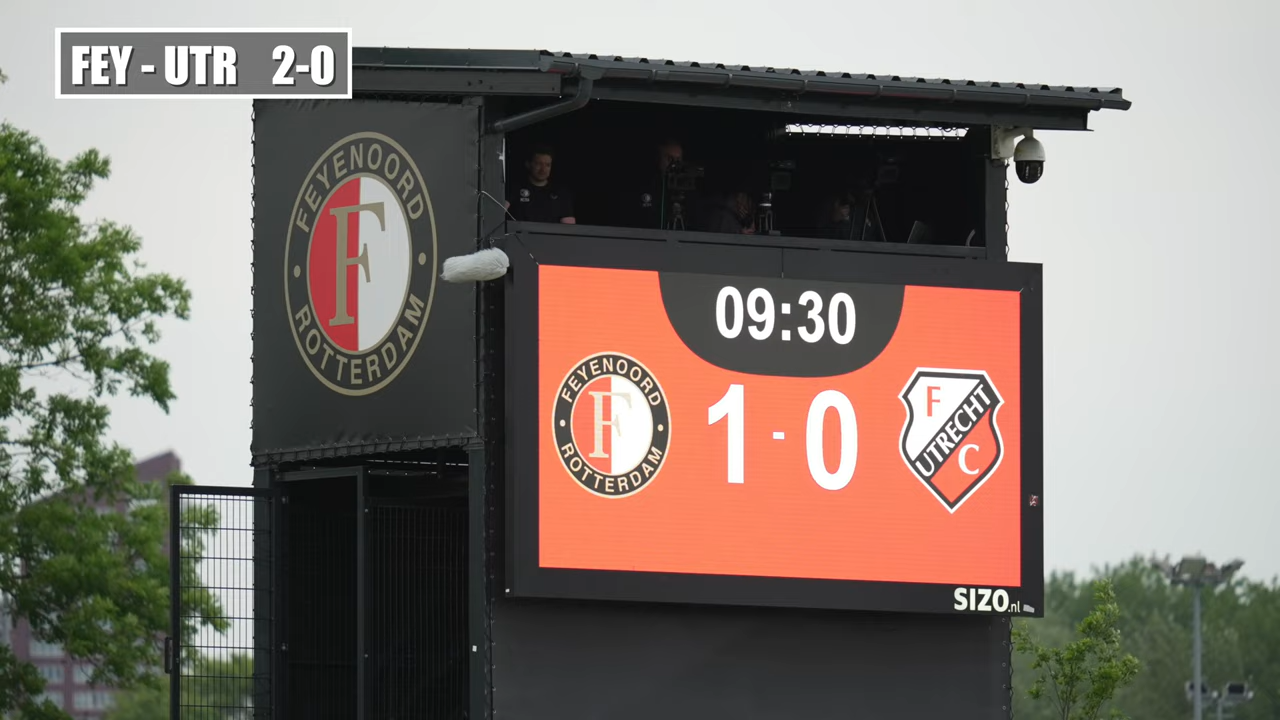 FEY - UTR 2-0
FEYENOORD
F
ROTTERDAM
09:30
FEYENOORD
F
ROTTERDAM
1 - 0
F
UTRECHT
C
SIZO.nl